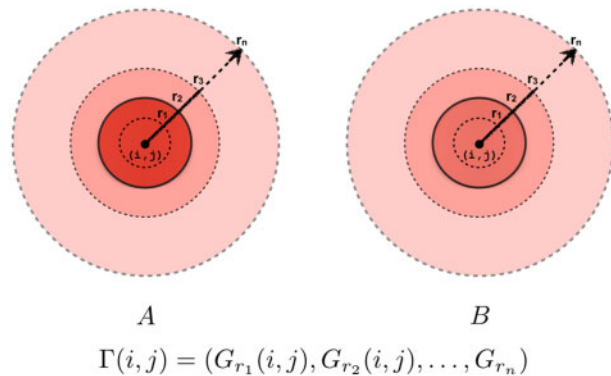 rₙ rₙ
r₃ r₃
r₂ r₂
r₁ r₁
(i,j) (i,j)
A B
Γ(i, j) = (G_{r₁}(i, j), G_{r₂}(i, j), . . . , G_{rₙ})